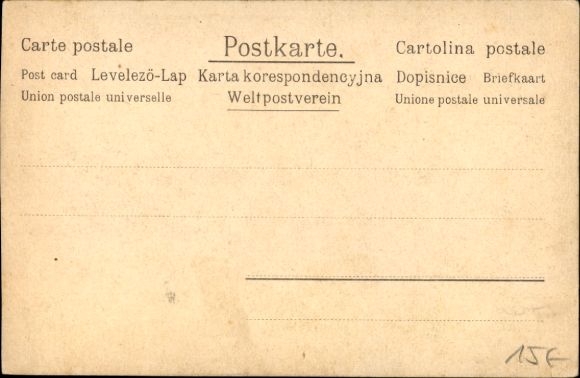 Carte postale Postkarte. Cartolina postale
Post card Levelező-Lap Karta korespondencyjna Dopisnice Briefkaart
Union postale universelle Weltpostverein Unione postale universale
15€